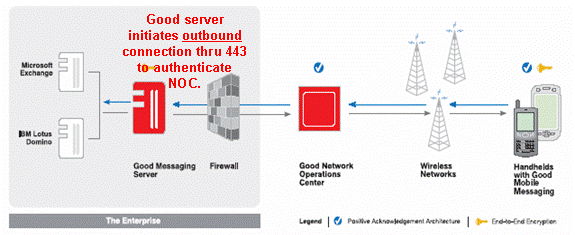 Good server
initiates outbound
connection thru 443
to authenticate
NOC.
Microsoft
Exchange
IBM Lotus
Domino
Good Messaging
Server
Firewall
Good Network
Operations
Center
Wireless
Networks
Handhelds
with Good
Mobile
Messaging
The Enterprise
Legend
Positive Acknowledgement Architecture
End-to-End Encryption